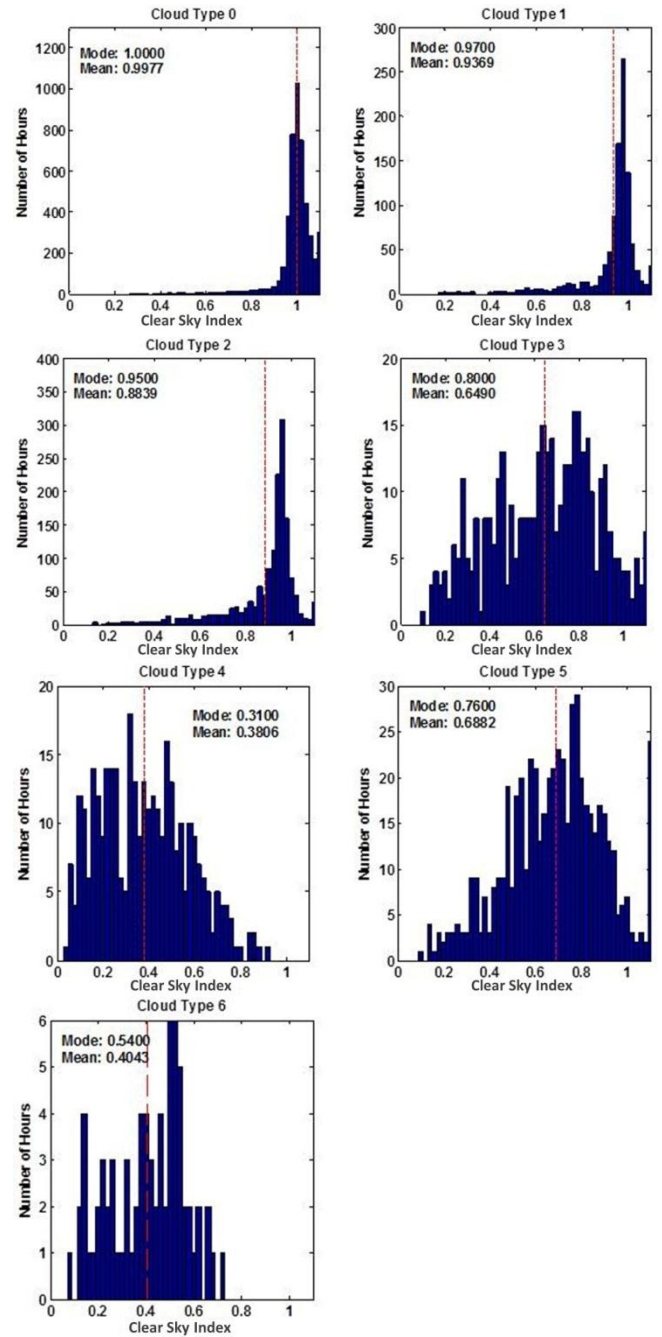 Cloud Type 0
1200
1000
800
600
400
200
0
Number of Hours
Mode: 1.0000
Mean: 0.9977
0 0.2 0.4 0.6 0.8 1
Clear Sky Index
Cloud Type 1
300
250
200
150
100
50
0
Number of Hours
Mode: 0.9700
Mean: 0.9369
0 0.2 0.4 0.6 0.8 1
Clear Sky Index
Cloud Type 2
400
350
300
250
200
150
100
50
0
Number of Hours
Mode: 0.9500
Mean: 0.8839
0 0.2 0.4 0.6 0.8 1
Clear Sky Index
Cloud Type 3
20
15
10
5
0
Number of Hours
Mode: 0.8000
Mean: 0.6490
0 0.2 0.4 0.6 0.8 1
Clear Sky Index
Cloud Type 4
20
15
10
5
0
Number of Hours
Mode: 0.3100
Mean: 0.3806
0 0.2 0.4 0.6 0.8 1
Clear Sky Index
Cloud Type 5
30
25
20
15
10
5
0
Number of Hours
Mode: 0.7600
Mean: 0.6882
0 0.2 0.4 0.6 0.8 1
Clear Sky Index
Cloud Type 6
6
5
4
3
2
1
0
Number of Hours
Mode: 0.5400
Mean: 0.4043
0 0.2 0.4 0.6 0.8 1
Clear Sky Index